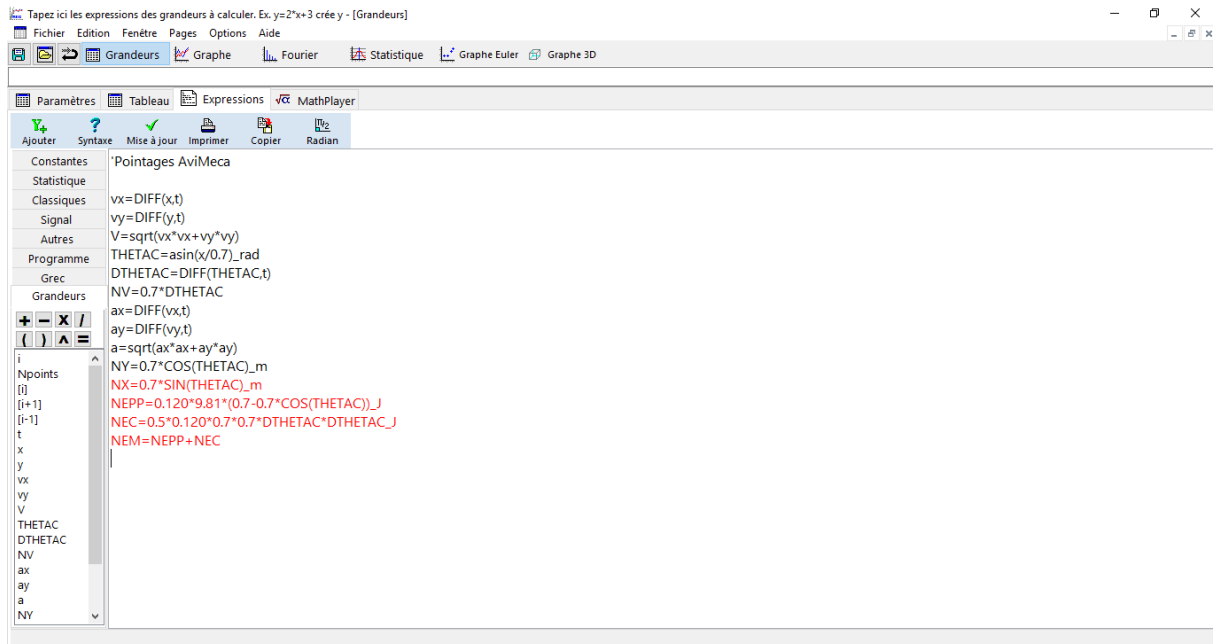 Tapez ici les expressions des grandeurs à calculer. Ex. y=2*x+3 crée y - [Grandeurs]
Fichier Edition Fenêtre Pages Options Aide
Grandeurs Graphe Fourier Statistique Graphe Euler Graphe 3D
Paramètres Tableau Expressions √α MathPlayer
Ajouter Syntaxe Mise à jour Imprimer Copier Radian
Constantes
Statistique
Classiques
Signal
Autres
Programme
Grec
Grandeurs
+ − X /
( ) ^ =
i
Npoints
[i]
[i+1]
[i-1]
t
x
y
vx
vy
V
THETAC
DTHETAC
NV
ax
ay
a
NY
'Pointages AviMeca
vx=DIFF(x,t)
vy=DIFF(y,t)
V=sqrt(vx*vx+vy*vy)
THETAC=asin(x/0.7)_rad
DTHETAC=DIFF(THETAC,t)
NV=0.7*DTHETAC
ax=DIFF(vx,t)
ay=DIFF(vy,t)
a=sqrt(ax*ax+ay*ay)
NY=0.7*COS(THETAC)_m
NX=0.7*SIN(THETAC)_m
NEPP=0.120*9.81*(0.7-0.7*COS(THETAC))_J
NEC=0.5*0.120*0.7*0.7*DTHETAC*DTHETAC_J
NEM=NEPP+NEC